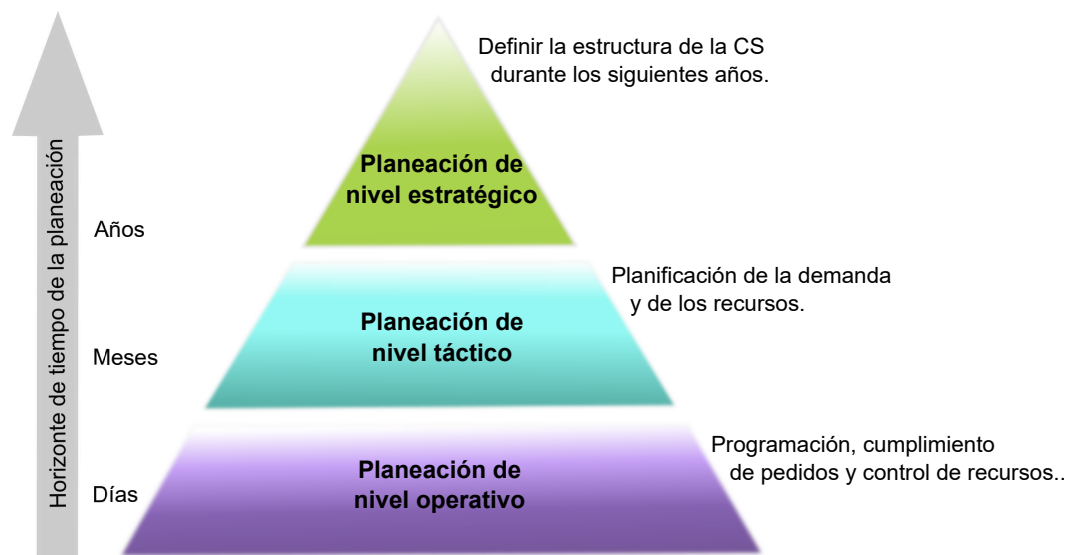 Definir la estructura de la CS
durante los siguientes años.
Planeación de
nivel estratégico
Horizonte de tiempo de la planeación
Años
Planificación de la demanda
y de los recursos.
Planeación de
nivel táctico
Meses
Programación, cumplimiento
de pedidos y control de recursos..
Planeación de
nivel operativo
Días